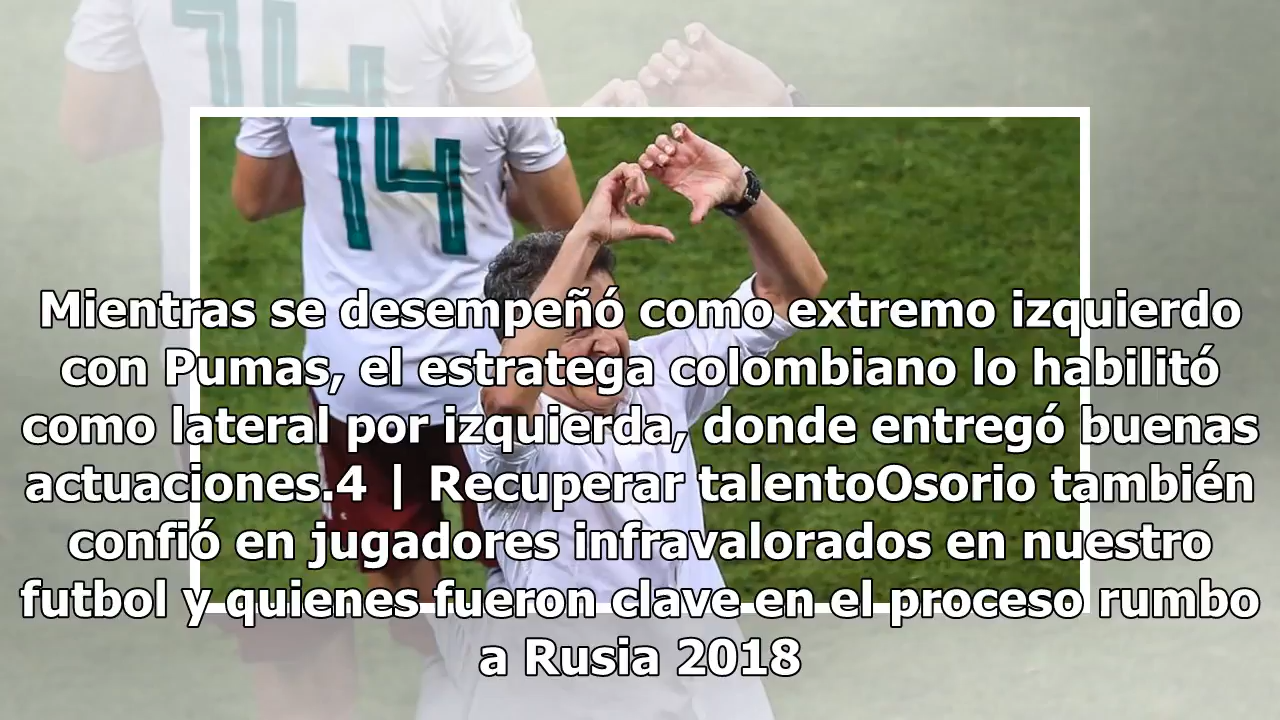 14
14
Mientras se desempeñó como extremo izquierdo
con Pumas, el estratega colombiano lo habilitó
como lateral por izquierda, donde entregó buenas
actuaciones.4 | Recuperar talentoOsorio también
confió en jugadores infravalorados en nuestro
futbol y quienes fueron clave en el proceso rumbo
a Rusia 2018